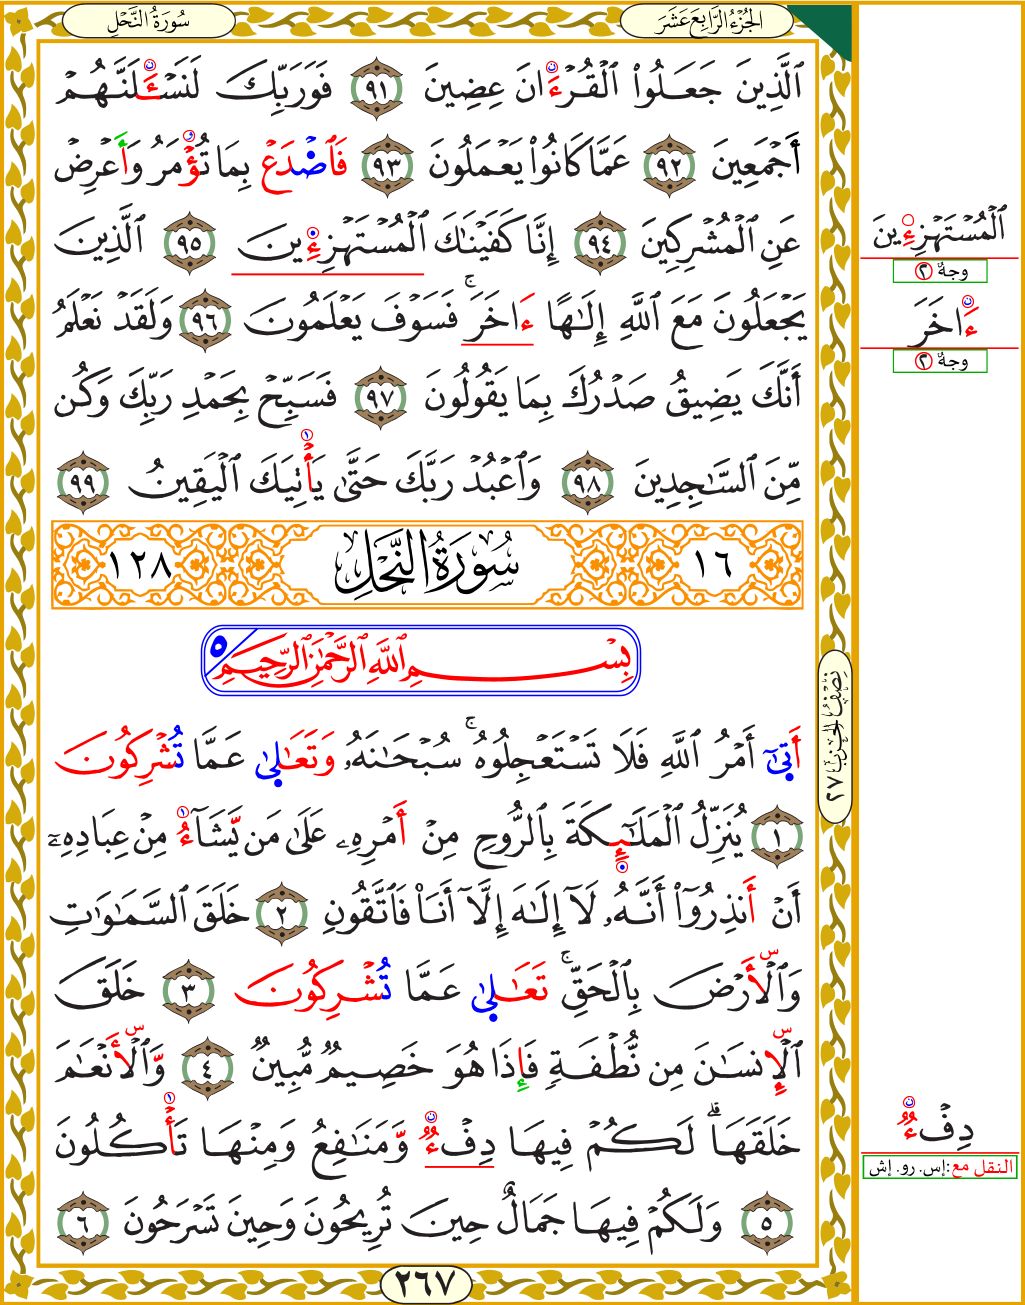 سُورَةُ النَّحْلِ
الجُزْءُ الرَّابِعَ عَشَرَ
ٱلَّذِينَ جَعَلُوا۟ ٱلْقُرْءَانَ عِضِينَ ٩١ فَوَرَبِّكَ لَنَسْـَٔلَنَّهُمْ
أَجْمَعِينَ ٩٢ عَمَّا كَانُوا۟ يَعْمَلُونَ ٩٣ فَٱصْدَعْ بِمَا تُؤْمَرُ وَأَعْرِضْ
عَنِ ٱلْمُشْرِكِينَ ٩٤ إِنَّا كَفَيْنَٰكَ ٱلْمُسْتَهْزِءِينَ ٩٥ ٱلَّذِينَ
يَجْعَلُونَ مَعَ ٱللَّهِ إِلَٰهًا ءَاخَرَ ۚ فَسَوْفَ يَعْلَمُونَ ٩٦ وَلَقَدْ نَعْلَمُ
أَنَّكَ يَضِيقُ صَدْرُكَ بِمَا يَقُولُونَ ٩٧ فَسَبِّحْ بِحَمْدِ رَبِّكَ وَكُن
مِّنَ ٱلسَّٰجِدِينَ ٩٨ وَٱعْبُدْ رَبَّكَ حَتَّىٰ يَأْتِيَكَ ٱلْيَقِينُ ٩٩
١٦ سُورَةُ النَّحْلِ ١٢٨
بِسْمِ ٱللَّهِ ٱلرَّحْمَٰنِ ٱلرَّحِيمِ ٥
أَتَىٰٓ أَمْرُ ٱللَّهِ فَلَا تَسْتَعْجِلُوهُ ۚ سُبْحَٰنَهُۥ وَتَعَٰلَىٰ عَمَّا تُشْرِكُونَ
١ يُنَزِّلُ ٱلْمَلَٰٓئِكَةَ بِٱلرُّوحِ مِنْ أَمْرِهِۦ عَلَىٰ مَن يَشَآءُ مِنْ عِبَادِهِۦٓ
أَنْ أَنذِرُوٓا۟ أَنَّهُۥ لَآ إِلَٰهَ إِلَّآ أَنَا۠ فَٱتَّقُونِ ٢ خَلَقَ ٱلسَّمَٰوَٰتِ
وَٱلْأَرْضَ بِٱلْحَقِّ ۚ تَعَٰلَىٰ عَمَّا تُشْرِكُونَ ٣ خَلَقَ
ٱلْإِنسَٰنَ مِن نُّطْفَةٍ فَإِذَا هُوَ خَصِيمٌ مُّبِينٌ ٤ وَٱلْأَنْعَٰمَ
خَلَقَهَا ۗ لَكُمْ فِيهَا دِفْءٌ وَمَنَٰفِعُ وَمِنْهَا تَأْكُلُونَ
٥ وَلَكُمْ فِيهَا جَمَالٌ حِينَ تُرِيحُونَ وَحِينَ تَسْرَحُونَ ٦
٢٦٧
ٱلْمُسْتَهْزِءِينَ
وجهٌ ٢
ءَاخَرَ
وجهٌ ٢
نِصْفُ الحِزْبِ ٢٧
دِفْءٌ
النقل مع: إس. رو. إش